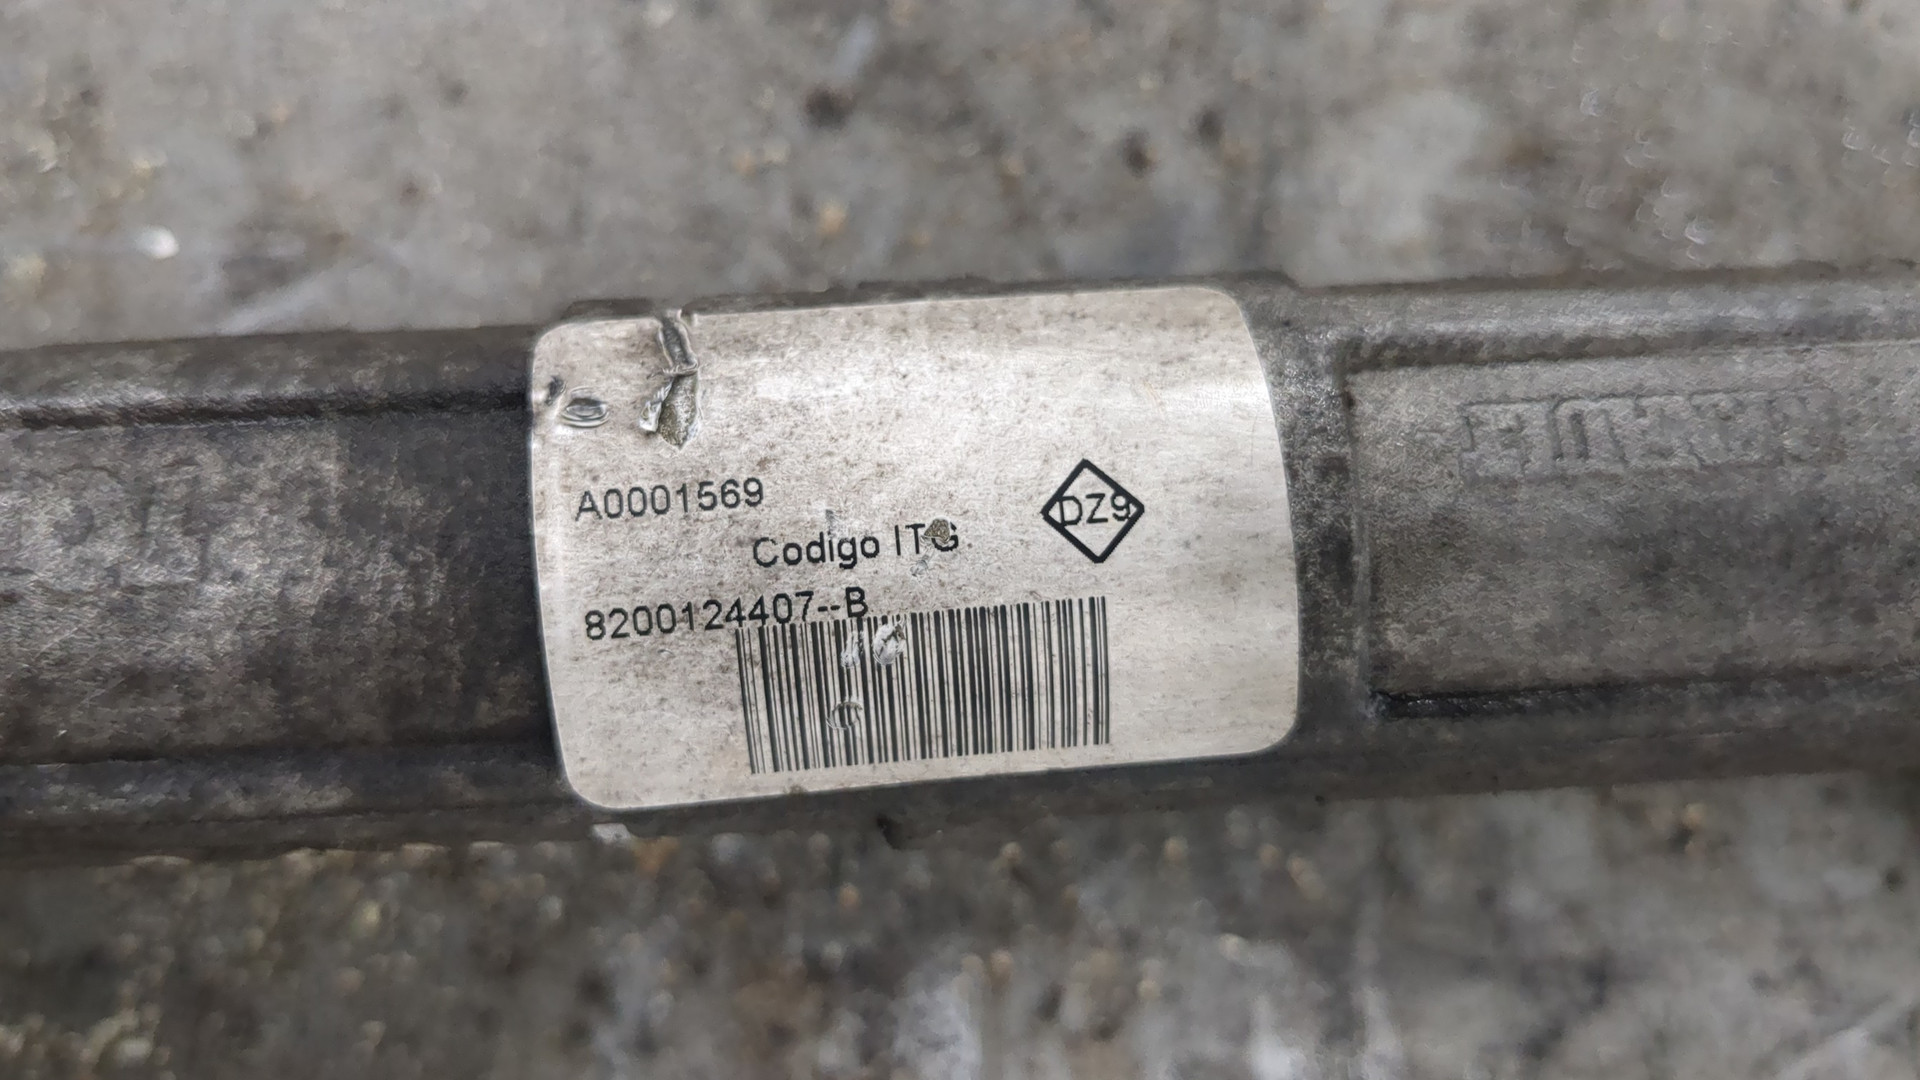 A0001569
DZ9
Codigo ITG
8200124407--B